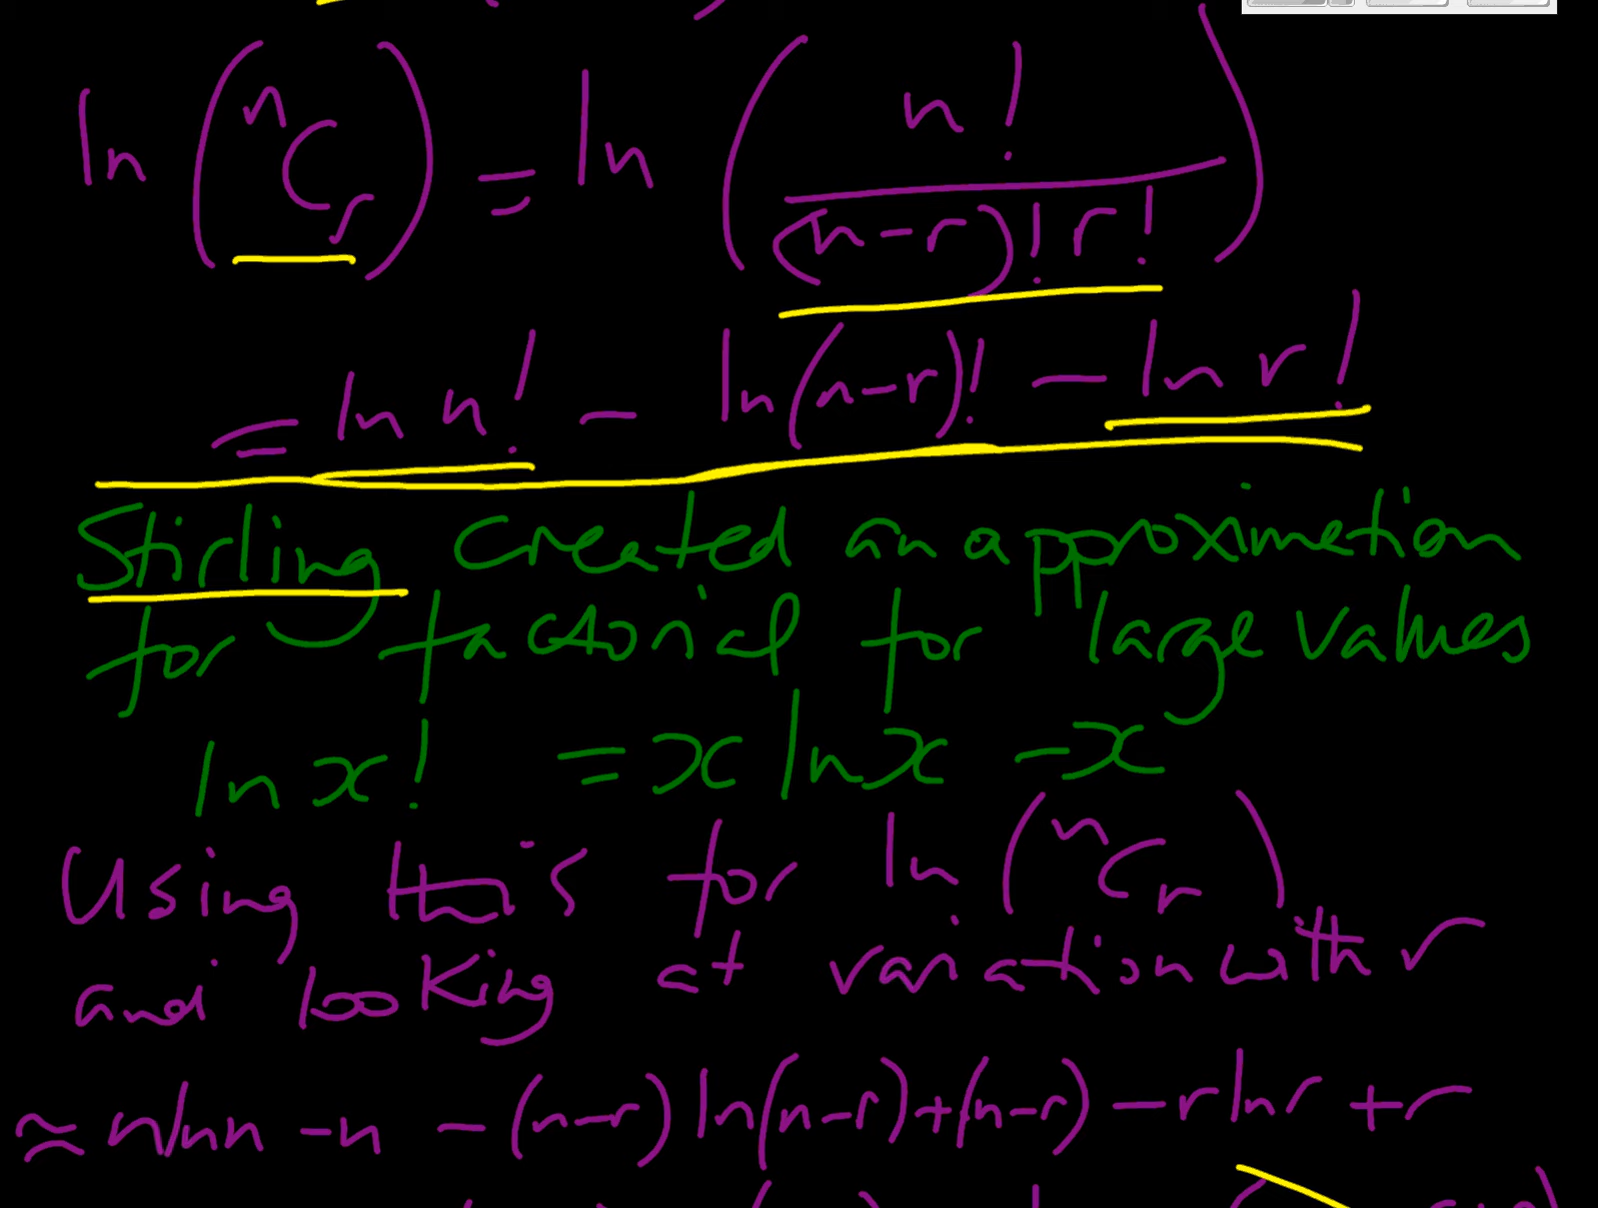 ln (ⁿCᵣ) = ln (n! / (n-r)! r!)
= ln n! - ln(n-r)! - ln r!
Stirling created an approximation
for factorial for large values
ln x! = x ln x - x
Using this for ln (ⁿCᵣ)
and looking at variation with r
≈ n ln n - n - (n-r) ln(n-r) + (n-r) - r ln r + r